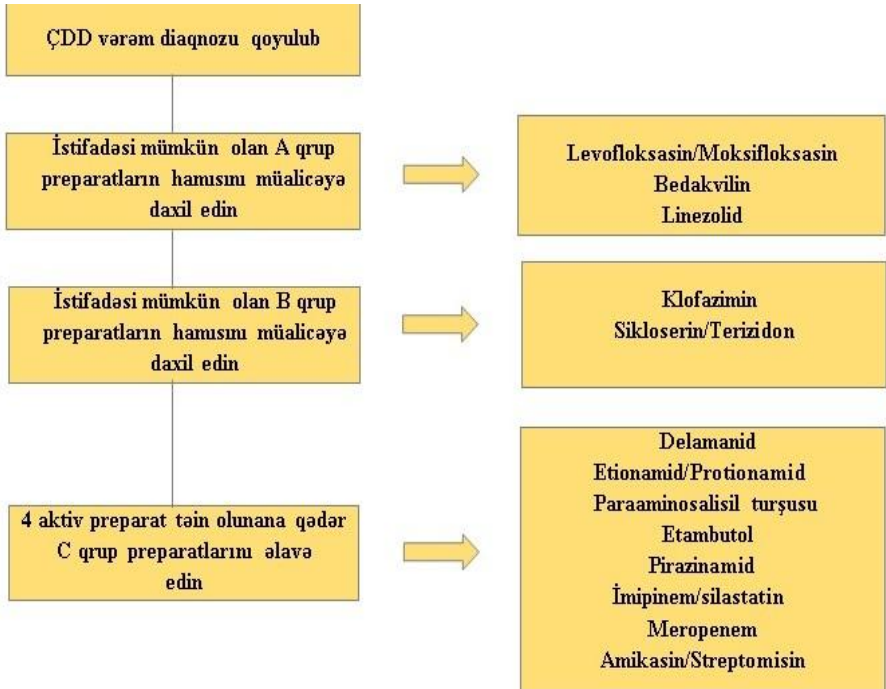 ÇDD vərəm diaqnozu qoyulub
İstifadəsi mümkün olan A qrup
preparatların hamısını müalicəyə
daxil edin
Levofloksasin/Moksifloksasin
Bedakvilin
Linezolid
İstifadəsi mümkün olan B qrup
preparatların hamısını müalicəyə
daxil edin
Klofazimin
Sikloserin/Terizidon
4 aktiv preparat təin olunana qədər
C qrup preparatlarını əlavə
edin
Delamanid
Etionamid/Protionamid
Paraaminosalisil turşusu
Etambutol
Pirazinamid
İmipinem/silastatin
Meropenem
Amikasin/Streptomisin